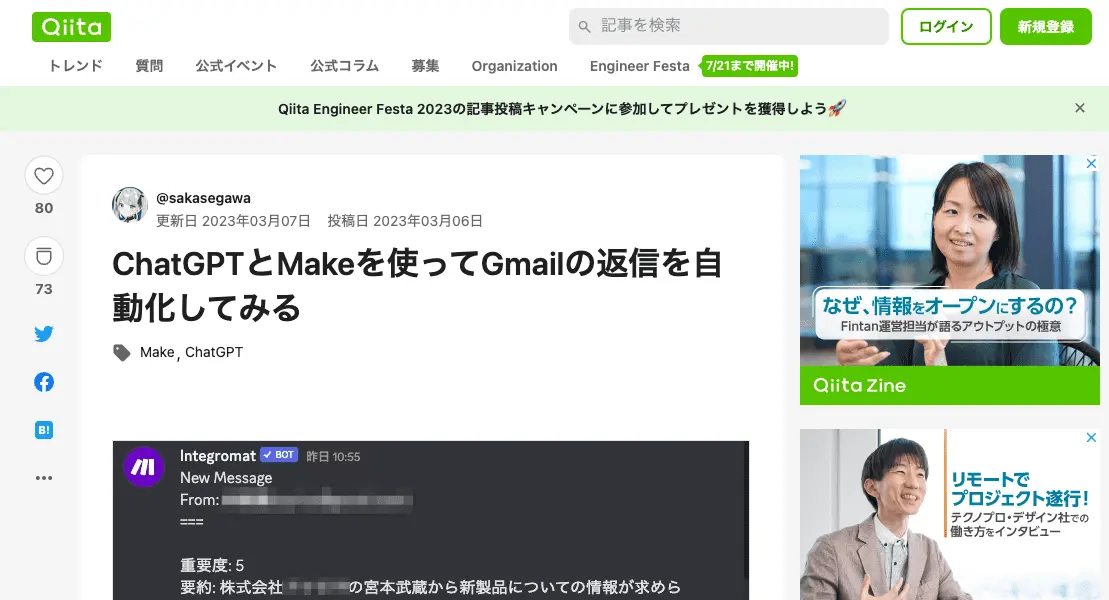 Qiita
記事を検索
ログイン
新規登録
トレンド 質問 公式イベント 公式コラム 募集 Organization Engineer Festa 7/21まで開催中!
Qiita Engineer Festa 2023の記事投稿キャンペーンに参加してプレゼントを獲得しよう🚀
80
73
B!
@sakasegawa
更新日 2023年03月07日 投稿日 2023年03月06日
ChatGPTとMakeを使ってGmailの返信を自
動化してみる
Make, ChatGPT
Integromat ✓ BOT 昨日 10:55
New Message
From:
===
重要度: 5
要約: 株式会社 の宮本武蔵から新製品についての情報が求めら
なぜ、情報をオープンにするの?
Fintan運営担当が語るアウトプットの極意
Qiita Zine
リモートで
プロジェクト遂行!
テクノプロ・デザイン社での
働き方をインタビュー